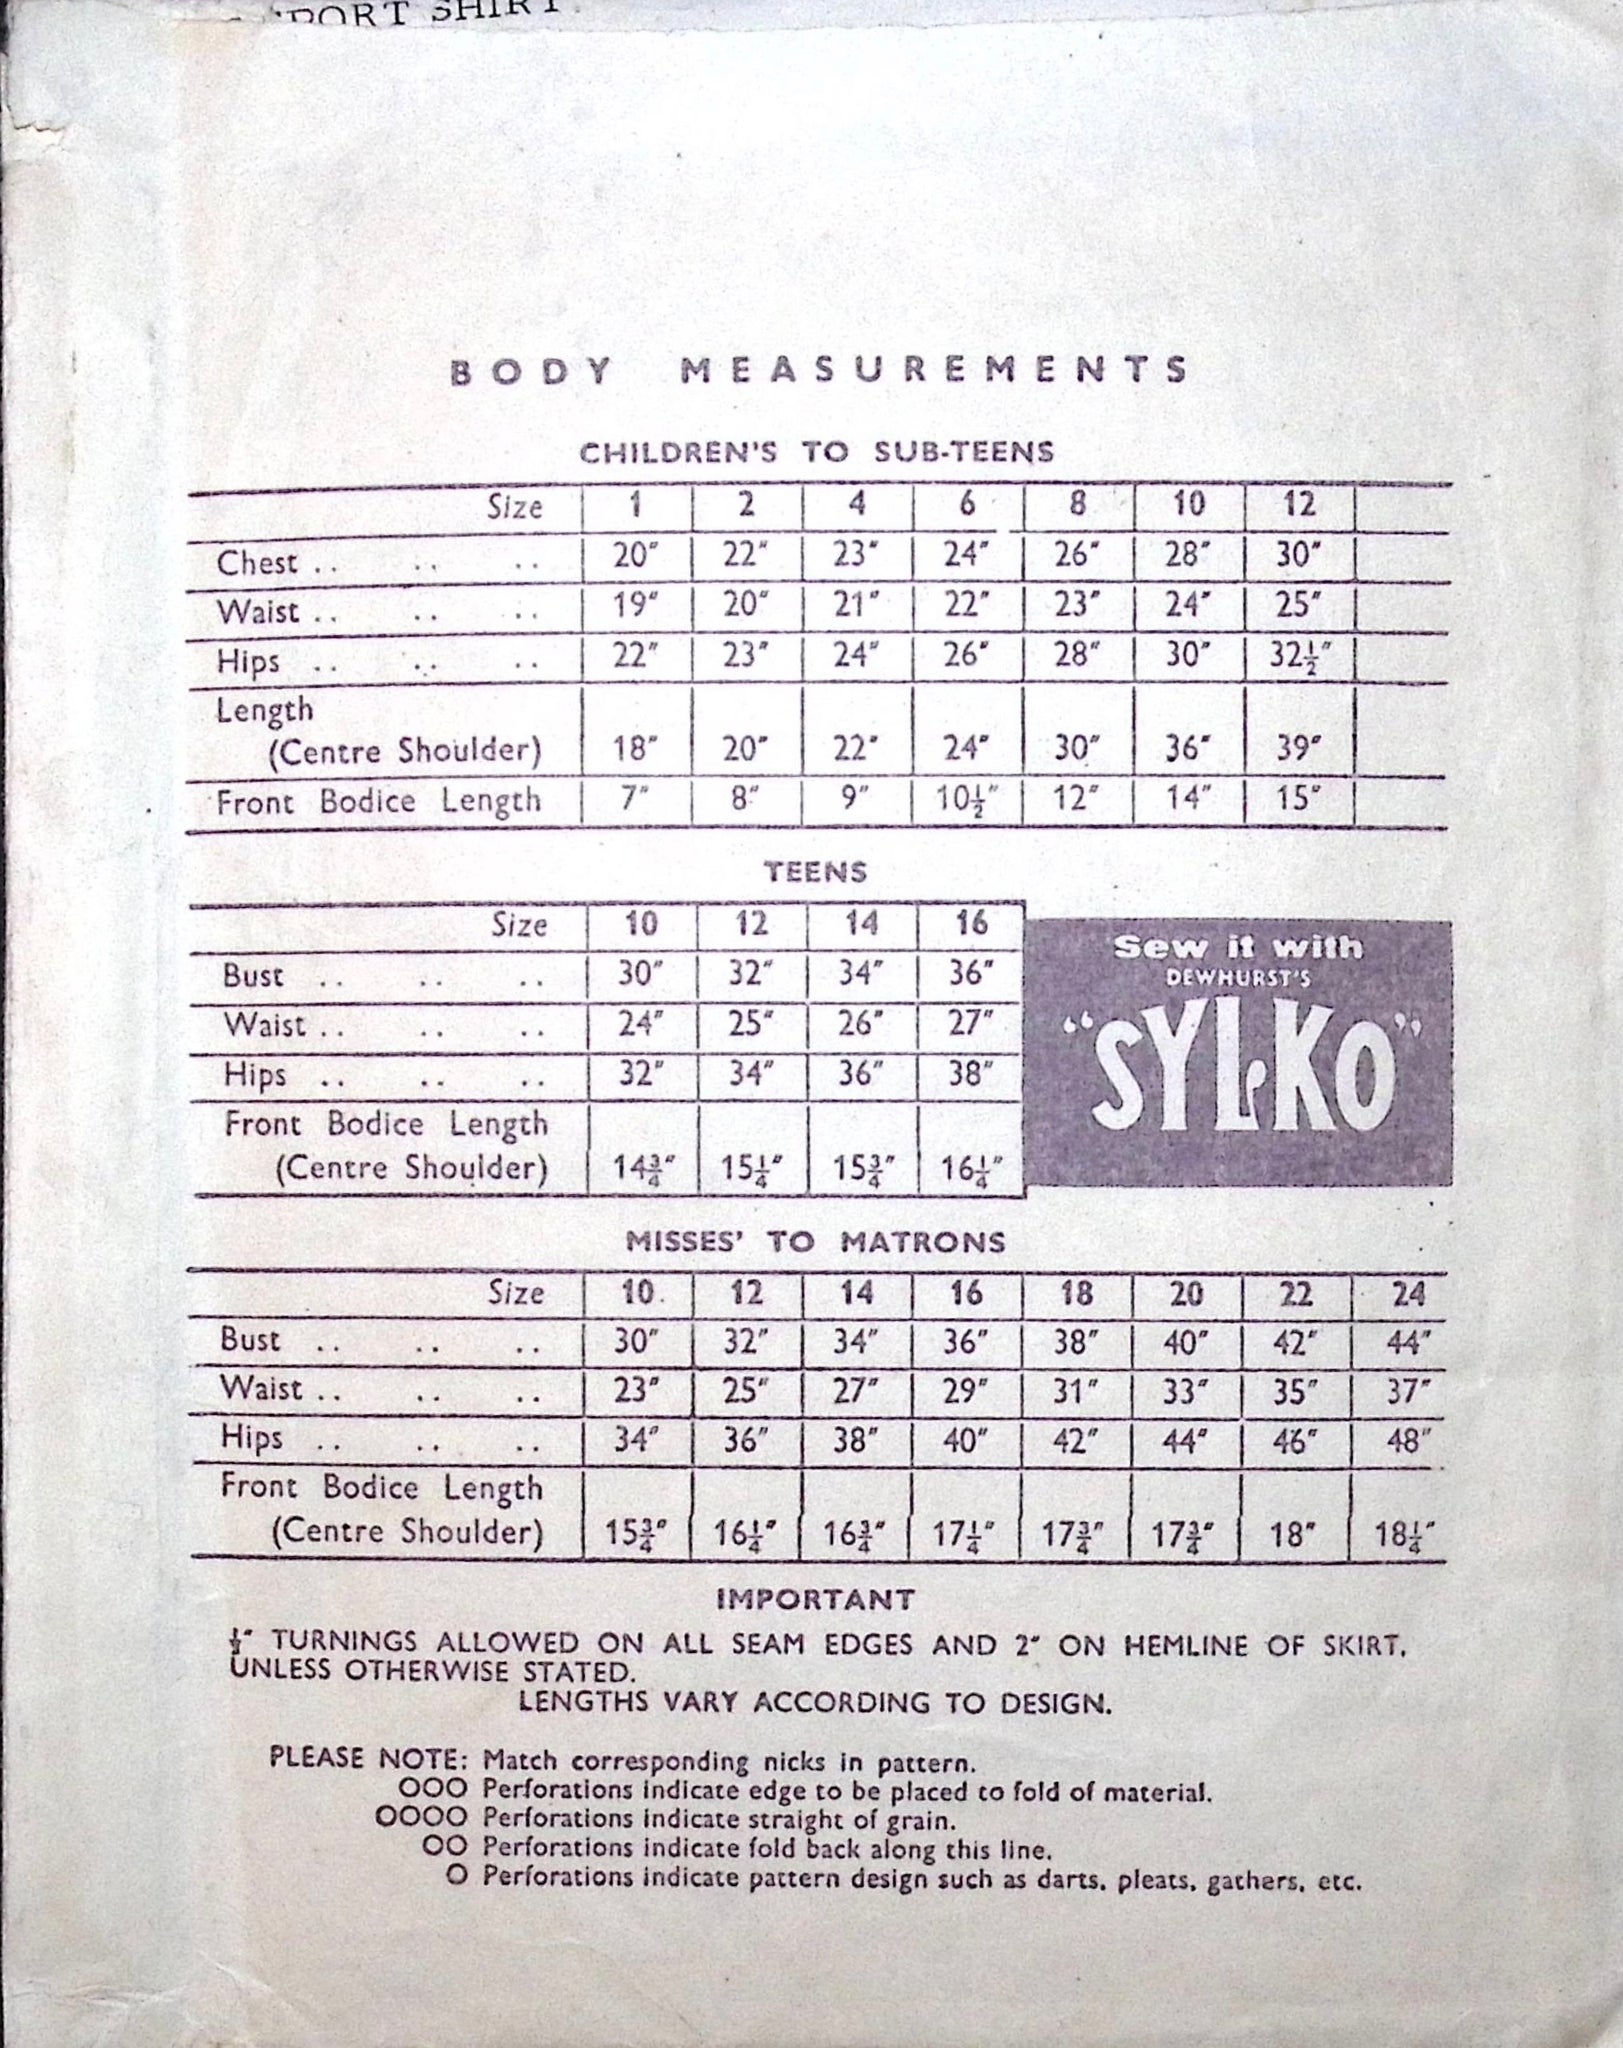 SHIRT
BODY MEASUREMENTS
CHILDREN'S TO SUB-TEENS
Size 1 2 4 6 8 10 12
Chest .. .. .. 20" 22" 23" 24" 26" 28" 30"
Waist .. .. .. 19" 20" 21" 22" 23" 24" 25"
Hips .. .. .. 22" 23" 24" 26" 28" 30" 32½"
Length
(Centre Shoulder) 18" 20" 22" 24" 30" 36" 39"
Front Bodice Length 7" 8" 9" 10½" 12" 14" 15"
TEENS
Size 10 12 14 16
Bust .. .. .. 30" 32" 34" 36"
Waist .. .. .. 24" 25" 26" 27"
Hips .. .. .. 32" 34" 36" 38"
Front Bodice Length
(Centre Shoulder) 14¾" 15¼" 15¾" 16¼"
Sew it with
DEWHURST'S
"SYLKO"
MISSES' TO MATRONS
Size 10 12 14 16 18 20 22 24
Bust .. .. .. 30" 32" 34" 36" 38" 40" 42" 44"
Waist .. .. .. 23" 25" 27" 29" 31" 33" 35" 37"
Hips .. .. .. 34" 36" 38" 40" 42" 44" 46" 48"
Front Bodice Length
(Centre Shoulder) 15¾" 16¼" 16¾" 17¼" 17¾" 17¾" 18" 18¼"
IMPORTANT
TURNINGS ALLOWED ON ALL SEAM EDGES AND 2" ON HEMLINE OF SKIRT,
UNLESS OTHERWISE STATED.
LENGTHS VARY ACCORDING TO DESIGN.
PLEASE NOTE: Match corresponding nicks in pattern.
OOO Perforations indicate edge to be placed to fold of material.
OOOO Perforations indicate straight of grain.
OO Perforations indicate fold back along this line.
O Perforations indicate pattern design such as darts, pleats, gathers, etc.